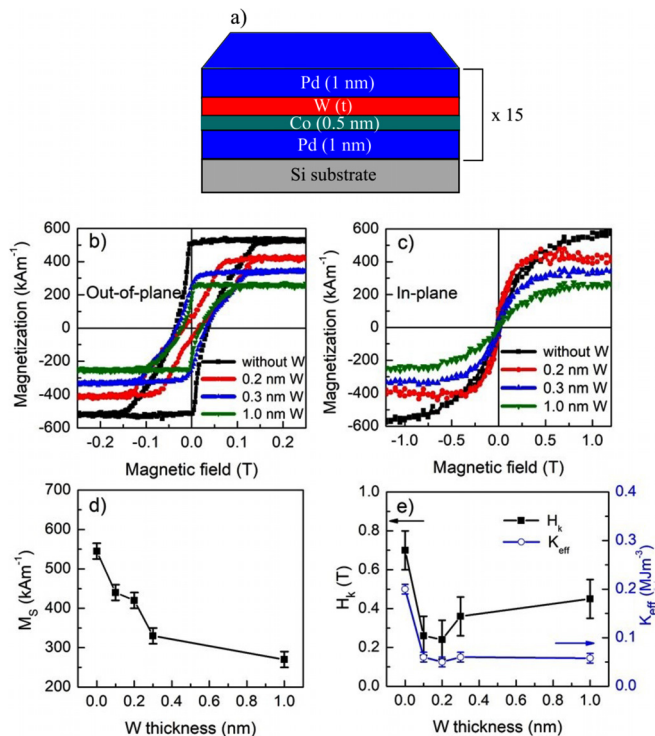 a)
Pd (1 nm)
W (t)
Co (0.5 nm)
Pd (1 nm)
Si substrate
x 15
b)
Out-of-plane
600
400
200
0
-200
-400
-600
Magnetization (kAm⁻¹)
without W
0.2 nm W
0.3 nm W
1.0 nm W
-0.2 -0.1 0.0 0.1 0.2
Magnetic field (T)
c)
In-plane
600
400
200
0
-200
-400
-600
Magnetization (kAm⁻¹)
without W
0.2 nm W
0.3 nm W
1.0 nm W
-1.0 -0.5 0.0 0.5 1.0
Magnetic field (T)
d)
700
600
500
400
300
200
Mₛ (kAm⁻¹)
0.0 0.2 0.4 0.6 0.8 1.0
W thickness (nm)
e)
1.0
0.8
0.6
0.4
0.2
0.0
Hₖ (T)
Hₖ
K_eff
0.4
0.3
0.2
0.1
0.0
K_eff (MJm⁻³)
0.0 0.2 0.4 0.6 0.8 1.0
W thickness (nm)